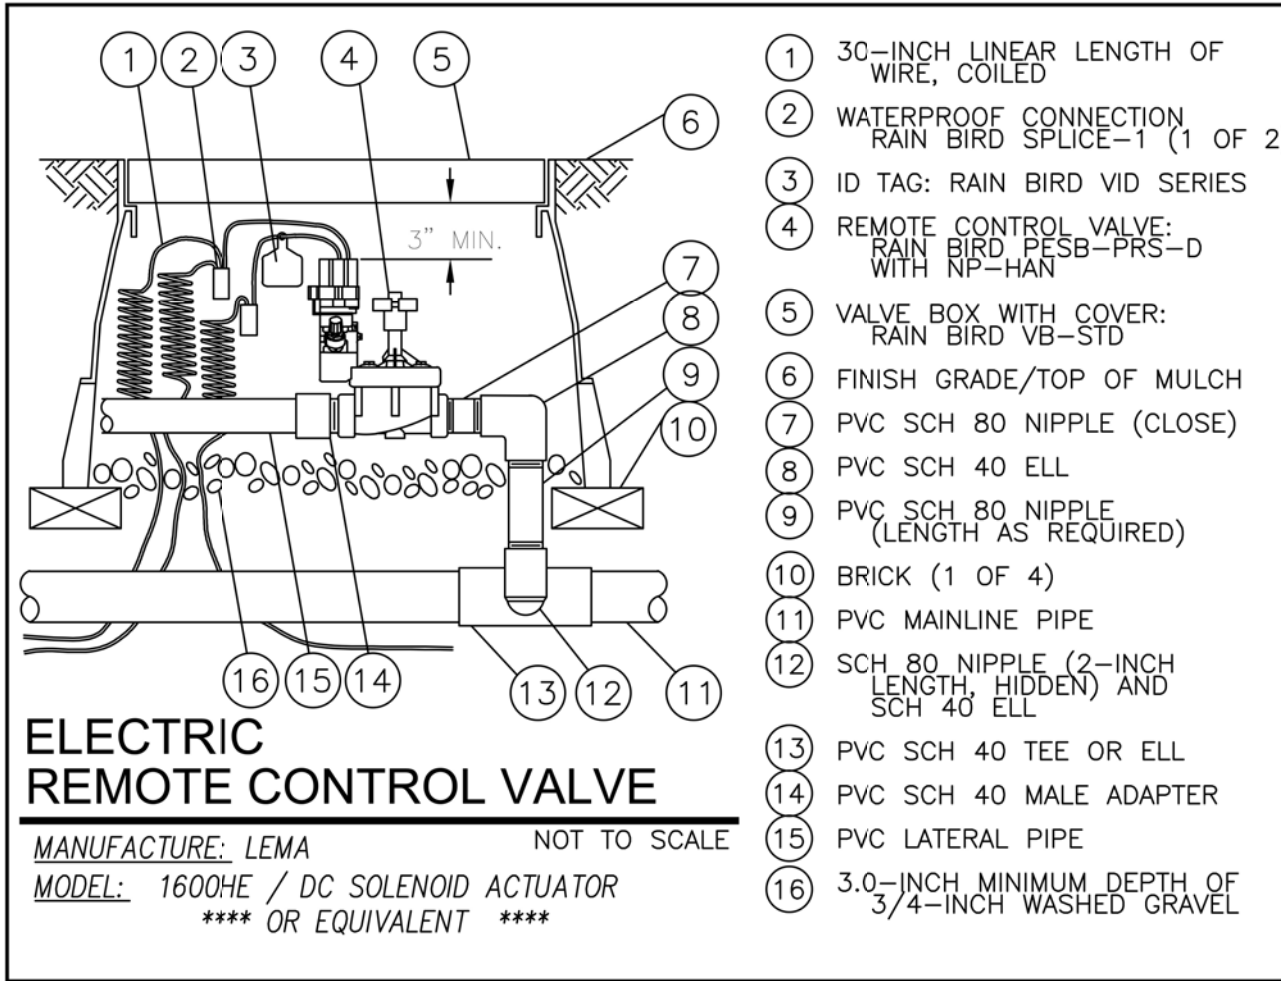 1 2 3 4 5
6
3" MIN.
7
8
9
10
16 15 14 13 12 11
ELECTRIC
REMOTE CONTROL VALVE
NOT TO SCALE
MANUFACTURE: LEMA
MODEL: 1600HE / DC SOLENOID ACTUATOR
**** OR EQUIVALENT ****
1 30-INCH LINEAR LENGTH OF
WIRE, COILED
2 WATERPROOF CONNECTION
RAIN BIRD SPLICE-1 (1 OF 2
3 ID TAG: RAIN BIRD VID SERIES
4 REMOTE CONTROL VALVE:
RAIN BIRD PESB-PRS-D
WITH NP-HAN
5 VALVE BOX WITH COVER:
RAIN BIRD VB-STD
6 FINISH GRADE/TOP OF MULCH
7 PVC SCH 80 NIPPLE (CLOSE)
8 PVC SCH 40 ELL
9 PVC SCH 80 NIPPLE
(LENGTH AS REQUIRED)
10 BRICK (1 OF 4)
11 PVC MAINLINE PIPE
12 SCH 80 NIPPLE (2-INCH
LENGTH, HIDDEN) AND
SCH 40 ELL
13 PVC SCH 40 TEE OR ELL
14 PVC SCH 40 MALE ADAPTER
15 PVC LATERAL PIPE
16 3.0-INCH MINIMUM DEPTH OF
3/4-INCH WASHED GRAVEL